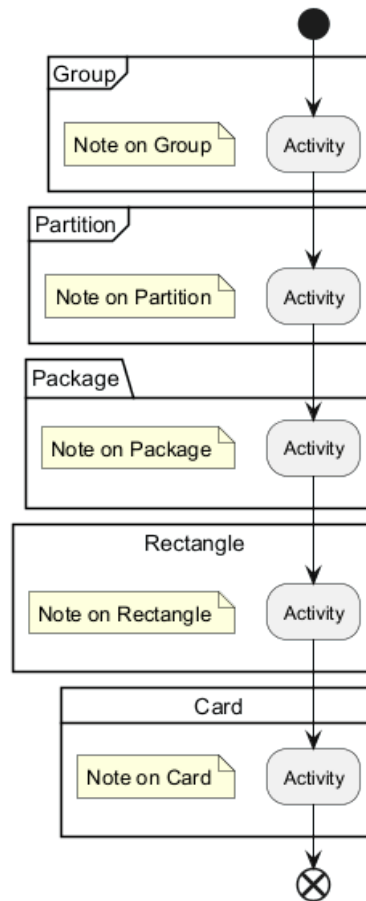 Group
Note on Group
Activity
Partition
Note on Partition
Activity
Package
Note on Package
Activity
Rectangle
Note on Rectangle
Activity
Card
Note on Card
Activity